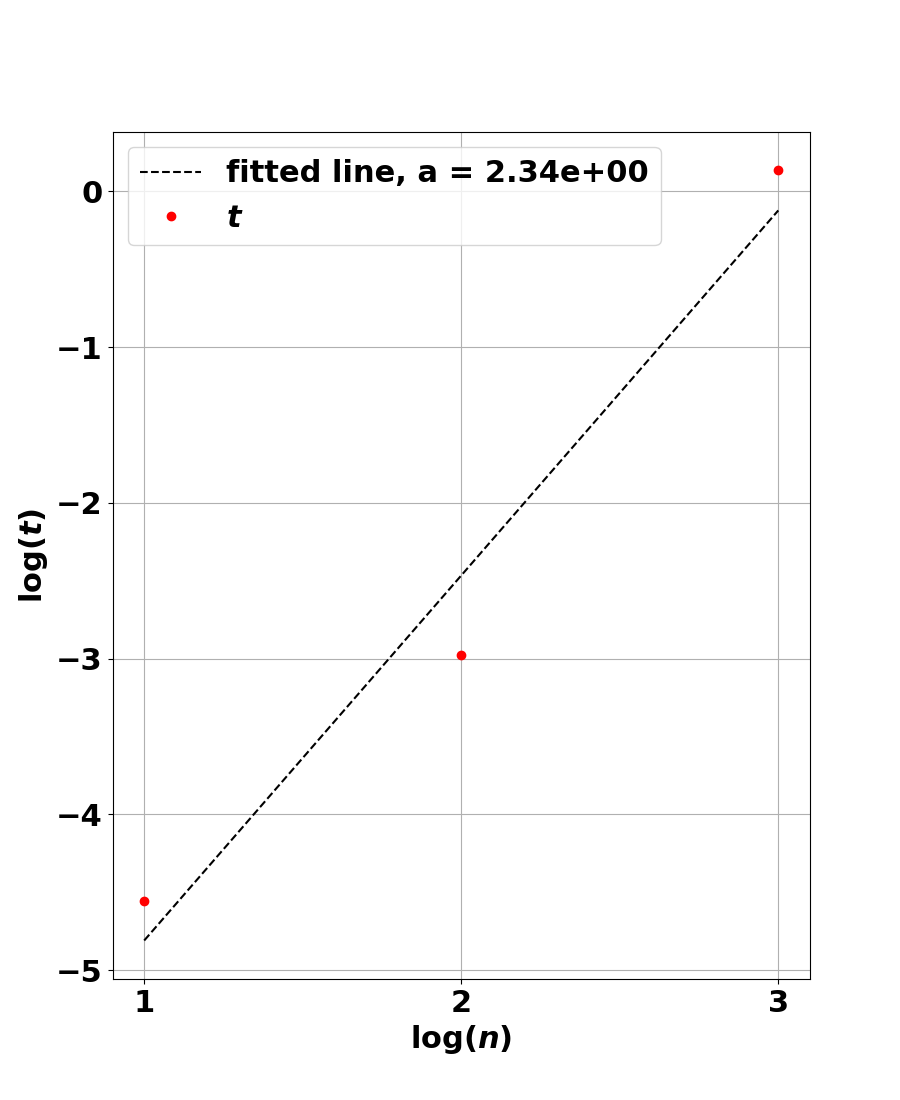 fitted line, a = 2.34e+00
t
0
−1
−2
−3
−4
−5
log(t)
1 2 3
log(n)